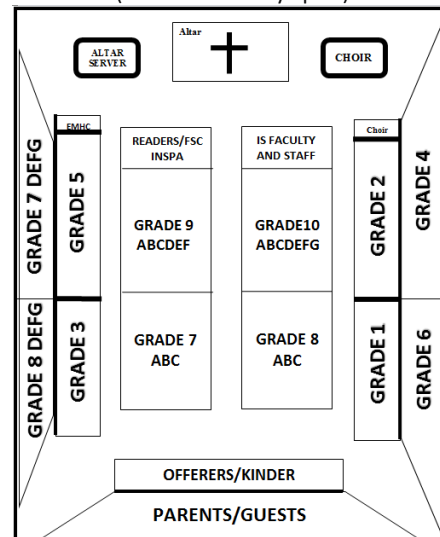 Altar
ALTAR
SERVER
CHOIR
EMHC
READERS/FSC
INSPA
IS FACULTY
AND STAFF
Choir
GRADE 7 DEFG
GRADE 5
GRADE 9
ABCDEF
GRADE10
ABCDEFG
GRADE 2
GRADE 4
GRADE 8 DEFG
GRADE 3
GRADE 7
ABC
GRADE 8
ABC
GRADE 1
GRADE 6
OFFERERS/KINDER
PARENTS/GUESTS